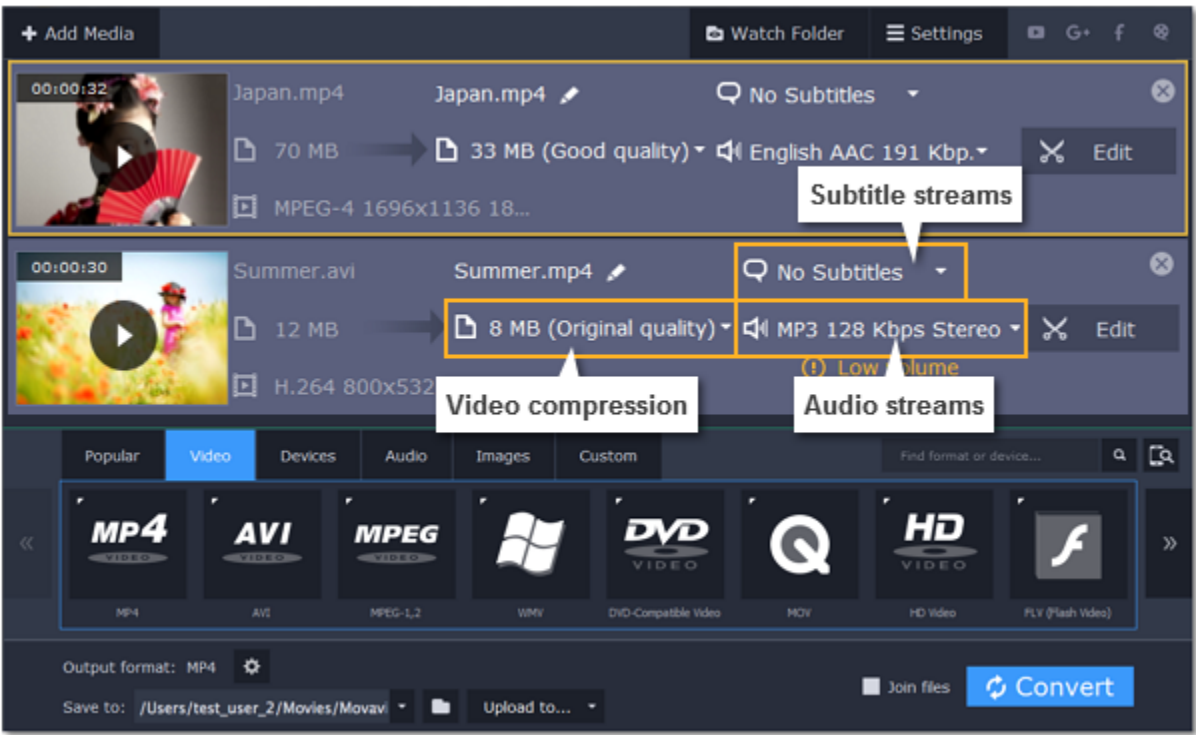 Add Media
Watch Folder
Settings
G+
f
00:00:32
Japan.mp4
Japan.mp4
No Subtitles
70 MB
33 MB (Good quality)
English AAC 191 Kbp.
Edit
MPEG-4 1696x1136 18...
Subtitle streams
00:00:30
Summer.avi
Summer.mp4
No Subtitles
12 MB
8 MB (Original quality)
MP3 128 Kbps Stereo
Edit
H.264 800x532
Low volume
Video compression
Audio streams
Popular
Video
Devices
Audio
Images
Custom
Find format or device...
MP4
VIDEO
AVI
VIDEO
MPEG
VIDEO
DVD
VIDEO
HD
VIDEO
MP4
AVI
MPEG-1,2
WMV
DVD-Compatible Video
MOV
HD Video
FLV (Flash Video)
Output format: MP4
Join files
Convert
Save to: /Users/test_user_2/Movies/Movavi
Upload to...